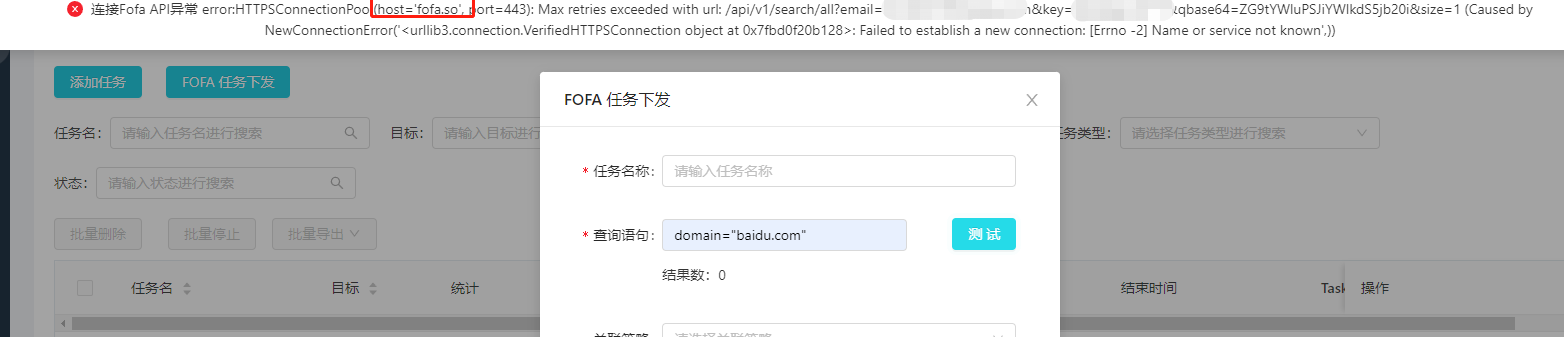 连接Fofa API异常 error:HTTPSConnectionPool(host='fofa.so', port=443): Max retries exceeded with url: /api/v1/search/all?email= n&key= &qbase64=ZG9tYWluPSJiYWlkdS5jb20i&size=1 (Caused by
NewConnectionError('<urllib3.connection.VerifiedHTTPSConnection object at 0x7fbd0f20b128>: Failed to establish a new connection: [Errno -2] Name or service not known',))
添加任务 FOFA 任务下发
FOFA 任务下发
任务名: 请输入任务名进行搜索 目标: 请输入目标进行 任务类型: 请选择任务类型进行搜索
* 任务名称: 请输入任务名称
状态: 请输入状态进行搜索
批量删除 批量停止 批量导出
* 查询语句: domain="baidu.com" 测 试
结果数: 0
任务名 目标 统计 结束时间 Task 操作